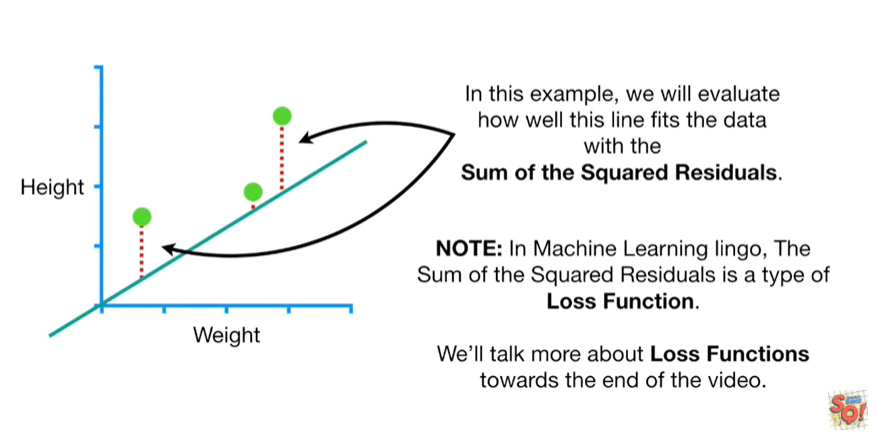 In this example, we will evaluate
how well this line fits the data
with the
Sum of the Squared Residuals.
Height
NOTE: In Machine Learning lingo, The
Sum of the Squared Residuals is a type of
Loss Function.
Weight
We'll talk more about Loss Functions
towards the end of the video.
SQ!